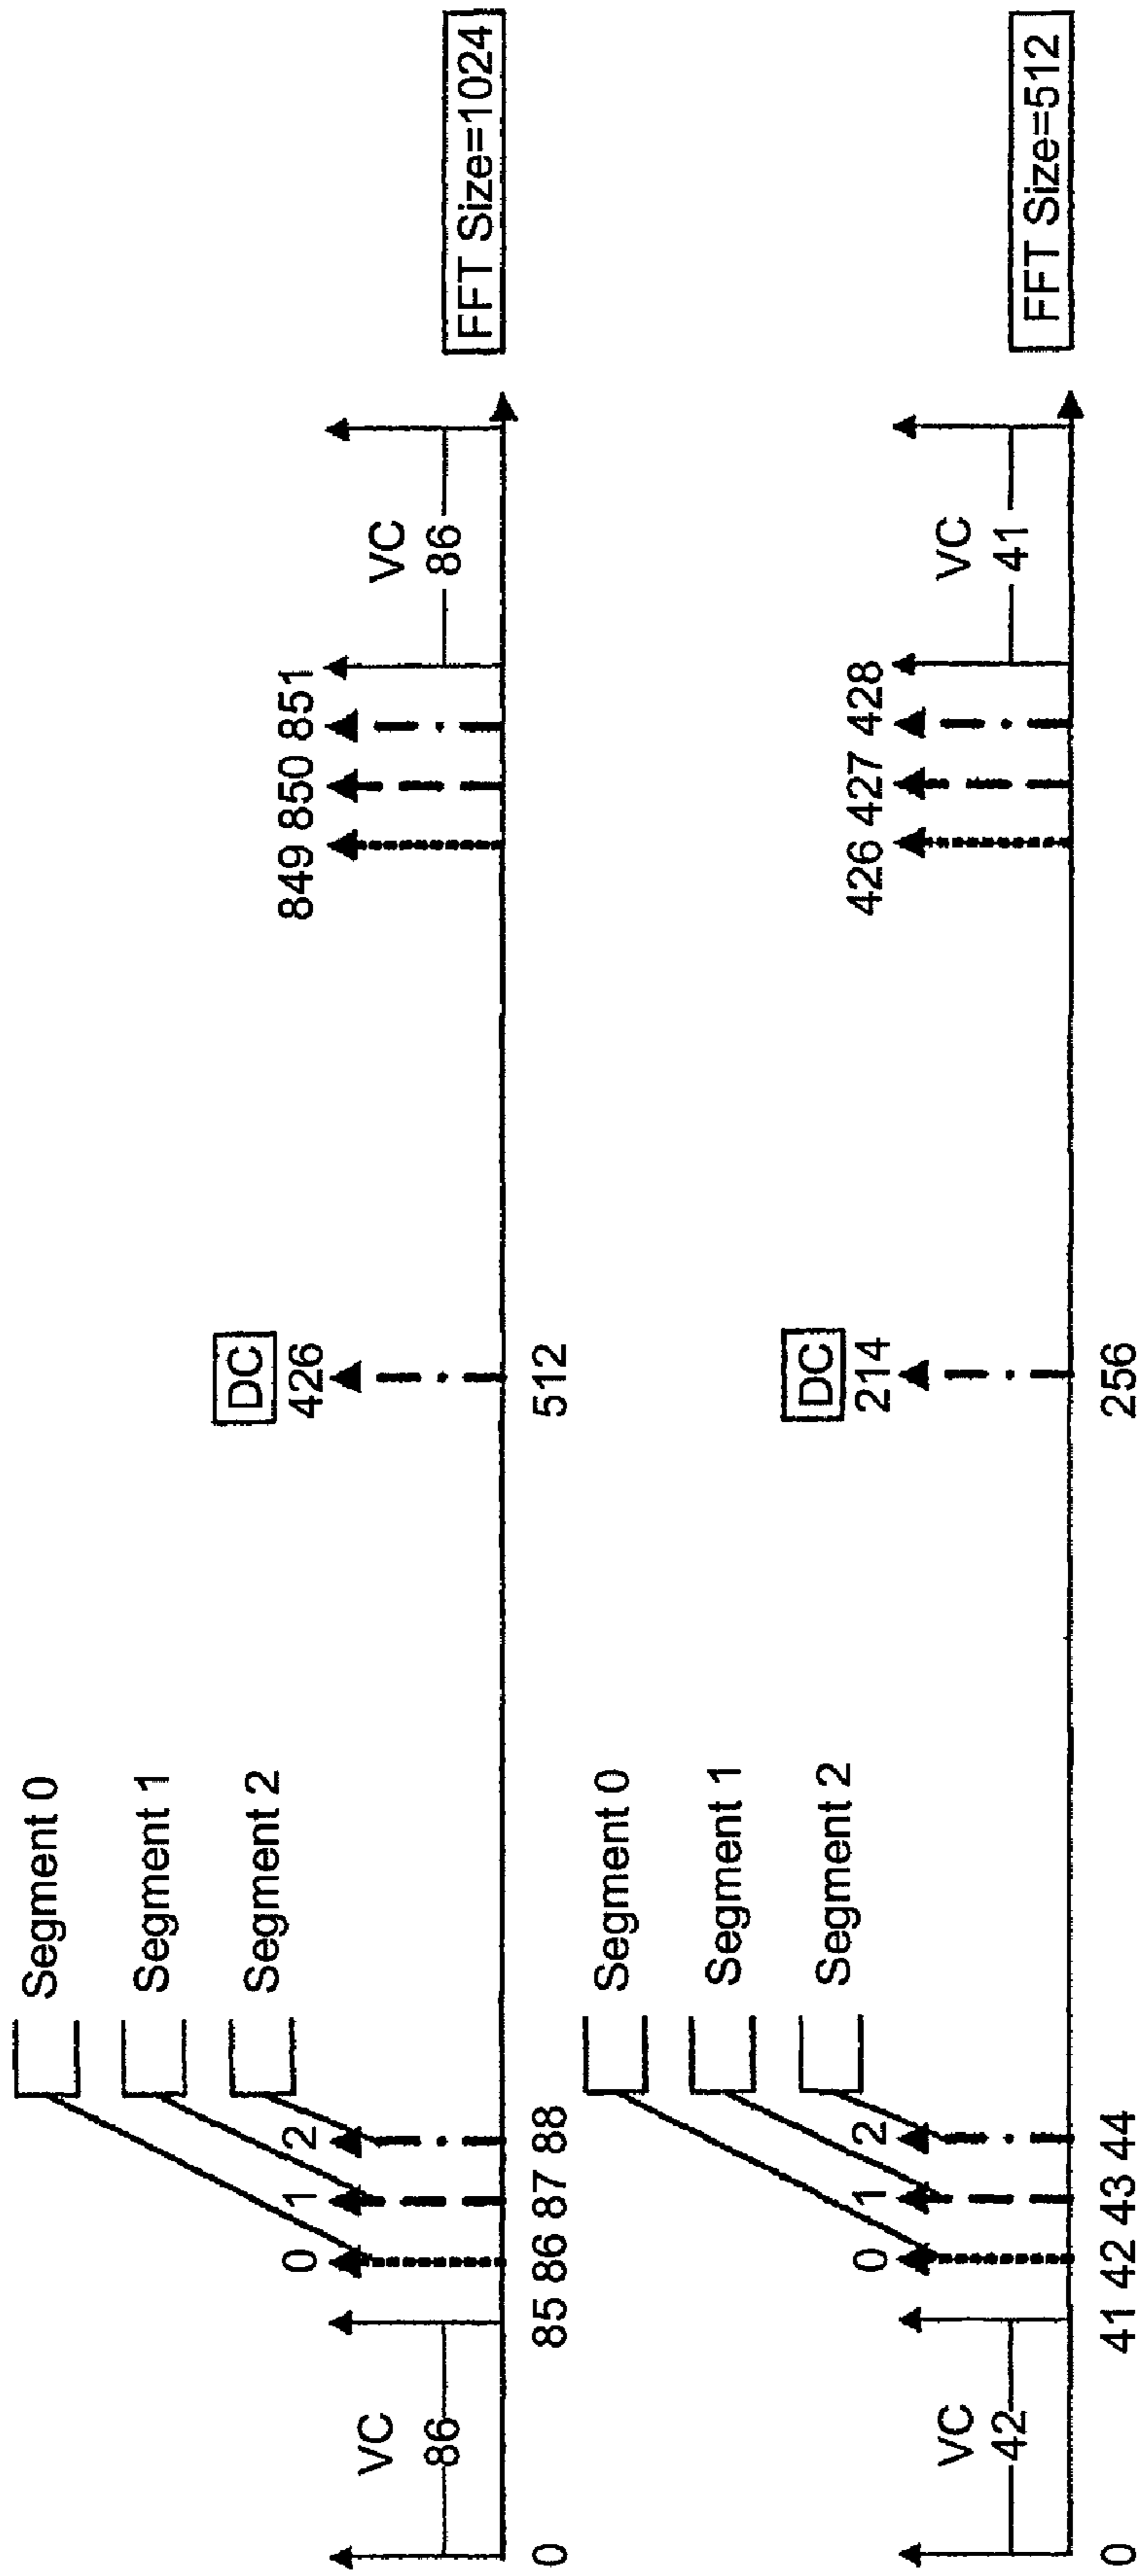 Segment 0
Segment 1
Segment 2
DC
0 1 2
426
849 850 851
VC
86
VC
86
FFT Size=1024
0
85 86 87 88
512
Segment 0
Segment 1
Segment 2
DC
0 1 2
214
426 427 428
VC
42
VC
41
FFT Size=512
0
41 42 43 44
256